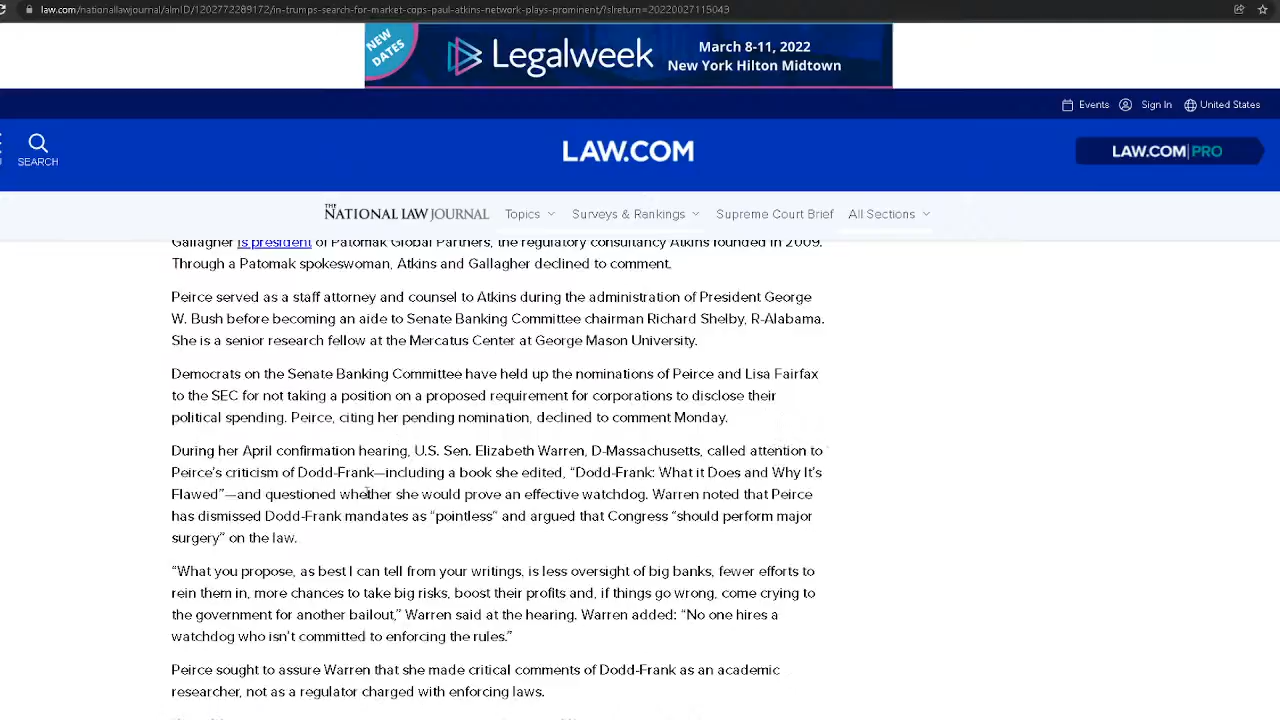 law.com/nationallawjournal/almID/1202772289172/in-trumps-search-for-market-cops-paul-atkins-network-plays-prominent/?slreturn=20220027115043
NEW DATES
Legalweek
March 8-11, 2022
New York Hilton Midtown
Events Sign In United States
SEARCH
LAW.COM
LAW.COM|PRO
THE NATIONAL LAW JOURNAL Topics Surveys & Rankings Supreme Court Brief All Sections
Gallagher is president of Patomak Global Partners, the regulatory consultancy Atkins founded in 2009.
Through a Patomak spokeswoman, Atkins and Gallagher declined to comment.
Peirce served as a staff attorney and counsel to Atkins during the administration of President George
W. Bush before becoming an aide to Senate Banking Committee chairman Richard Shelby, R-Alabama.
She is a senior research fellow at the Mercatus Center at George Mason University.
Democrats on the Senate Banking Committee have held up the nominations of Peirce and Lisa Fairfax
to the SEC for not taking a position on a proposed requirement for corporations to disclose their
political spending. Peirce, citing her pending nomination, declined to comment Monday.
During her April confirmation hearing, U.S. Sen. Elizabeth Warren, D-Massachusetts, called attention to
Peirce's criticism of Dodd-Frank—including a book she edited, “Dodd-Frank: What it Does and Why It's
Flawed”—and questioned whether she would prove an effective watchdog. Warren noted that Peirce
has dismissed Dodd-Frank mandates as “pointless” and argued that Congress “should perform major
surgery” on the law.
“What you propose, as best I can tell from your writings, is less oversight of big banks, fewer efforts to
rein them in, more chances to take big risks, boost their profits and, if things go wrong, come crying to
the government for another bailout,” Warren said at the hearing. Warren added: “No one hires a
watchdog who isn't committed to enforcing the rules.”
Peirce sought to assure Warren that she made critical comments of Dodd-Frank as an academic
researcher, not as a regulator charged with enforcing laws.